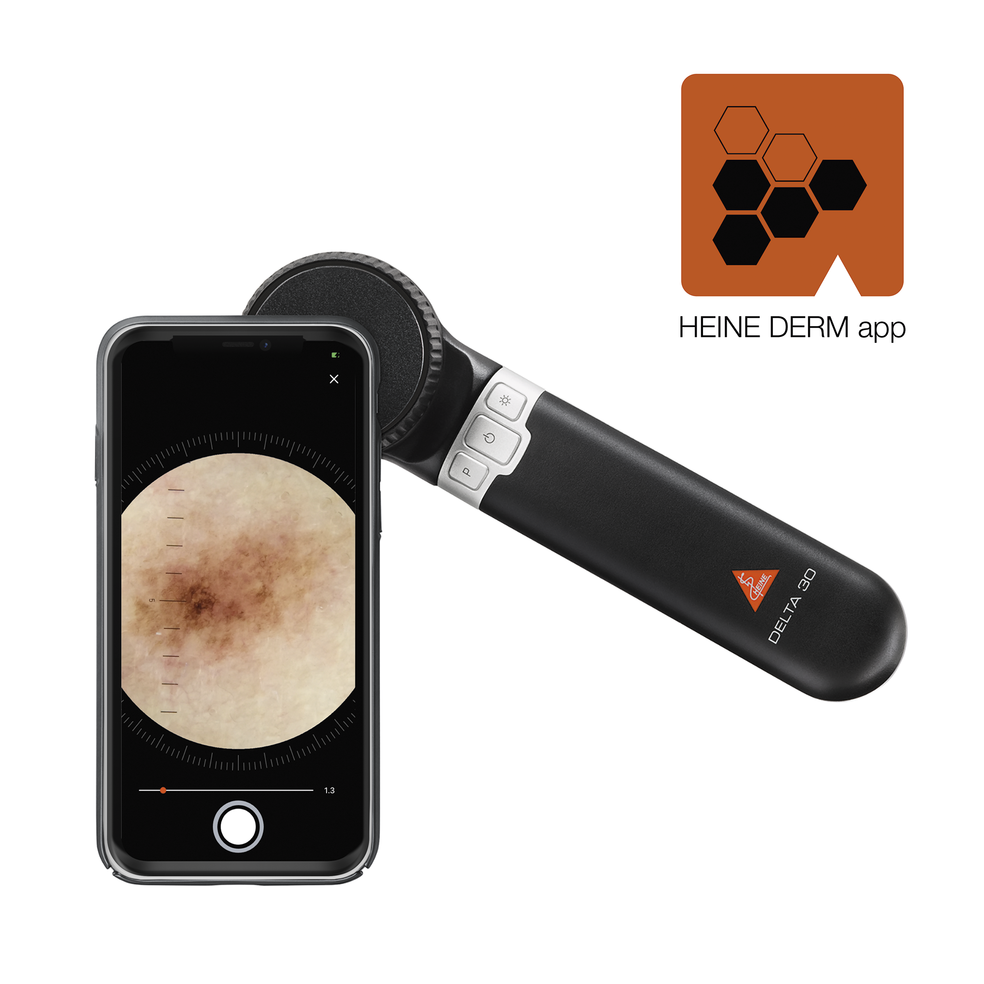 HEINE DERM app
P
HEINE
DELTA 30
5
1.3